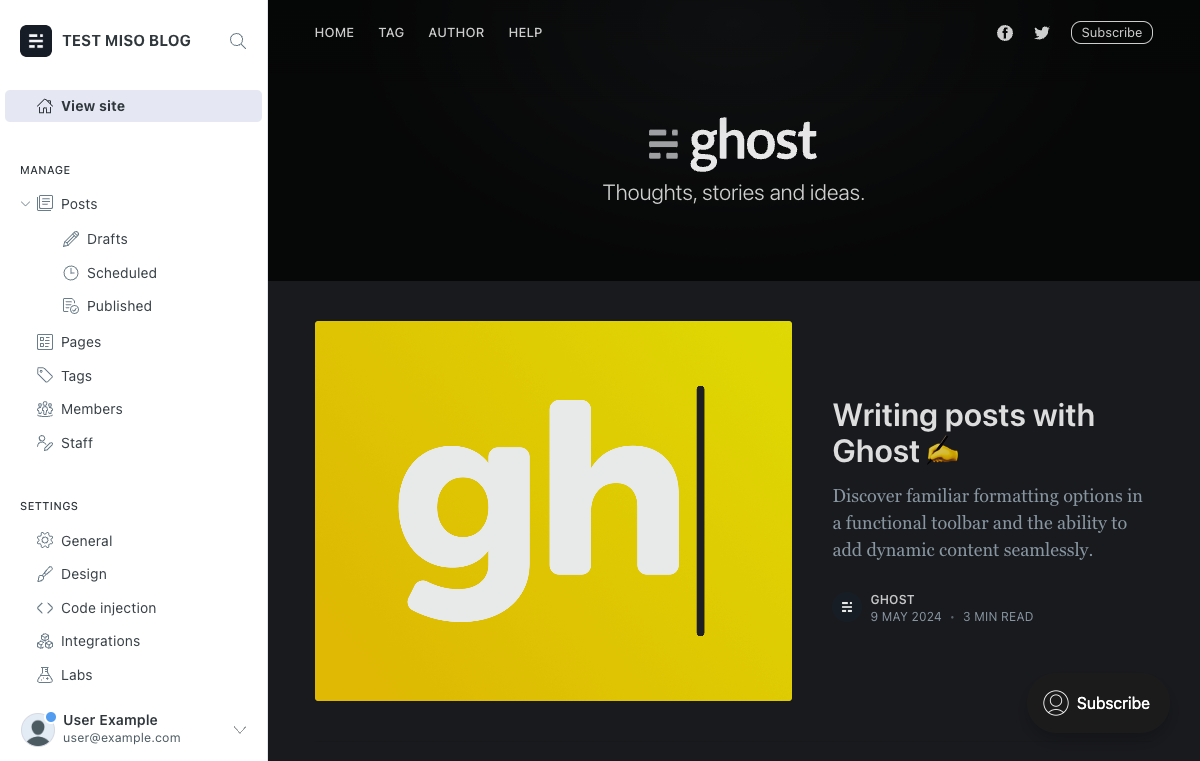 TEST MISO BLOG
View site
MANAGE
Posts
Drafts
Scheduled
Published
Pages
Tags
Members
Staff
SETTINGS
General
Design
Code injection
Integrations
Labs
User Example
user@example.com
HOME TAG AUTHOR HELP
Subscribe
ghost
Thoughts, stories and ideas.
gh
Writing posts with
Ghost ✍️
Discover familiar formatting options in
a functional toolbar and the ability to
add dynamic content seamlessly.
GHOST
9 MAY 2024 • 3 MIN READ
Subscribe